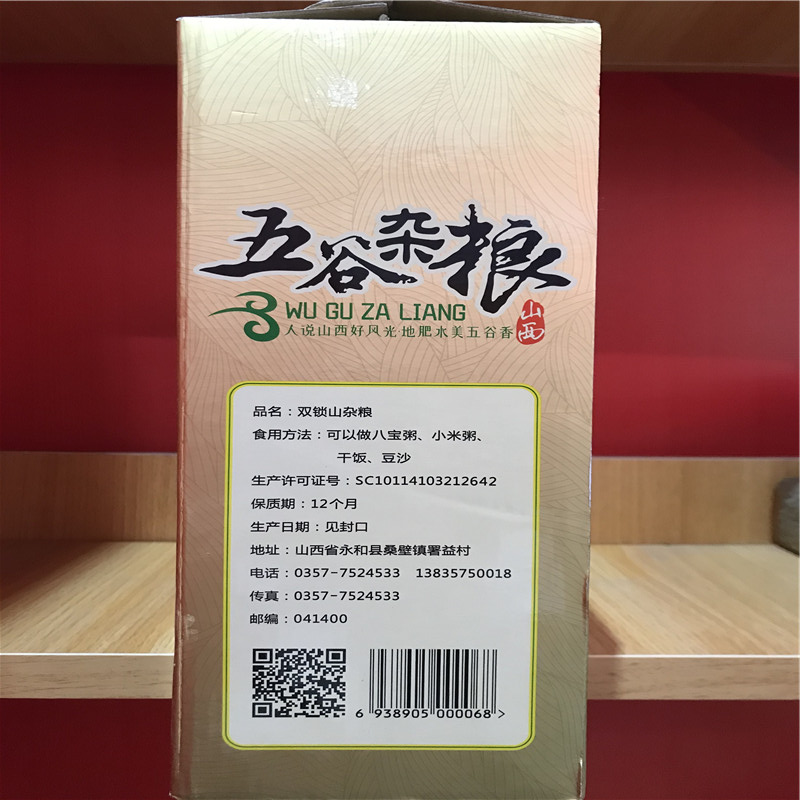 五谷杂粮
WU GU ZA LIANG
人说山西好风光·地肥水美五谷香
山西
品名：双锁山杂粮
食用方法：可以做八宝粥、小米粥、
干饭、豆沙
生产许可证号：SC10114103212642
保质期：12个月
生产日期：见封口
地址：山西省永和县桑壁镇署益村
电话：0357-7524533 13835750018
传真：0357-7524533
邮编：041400
6 938905 000068 >